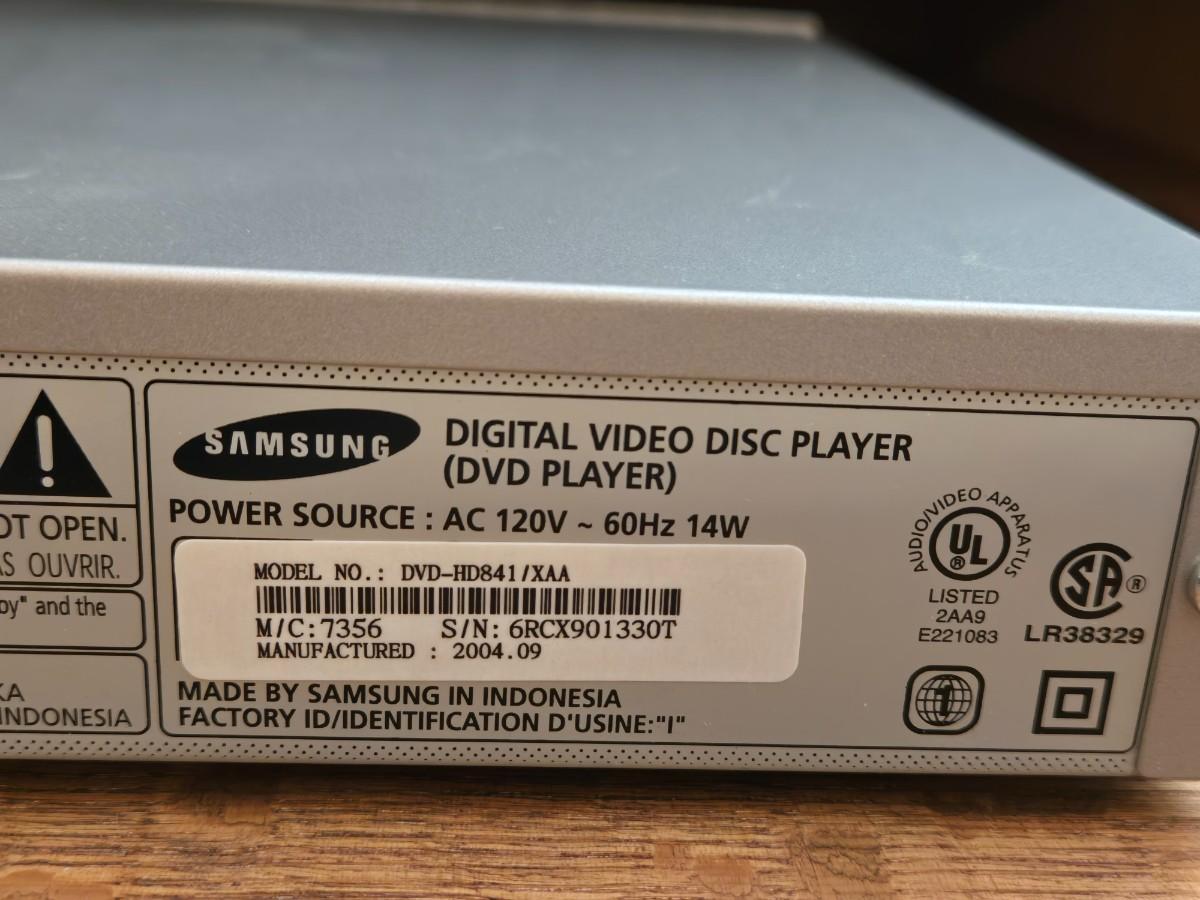 OT OPEN.
AS OUVRIR.
by" and the
KA
INDONESIA
SAMSUNG
DIGITAL VIDEO DISC PLAYER
(DVD PLAYER)
POWER SOURCE : AC 120V ~ 60Hz 14W
MODEL NO.: DVD-HD841/XAA
M/C:7356 S/N: 6RCX901330T
MANUFACTURED : 2004.09
MADE BY SAMSUNG IN INDONESIA
FACTORY ID/IDENTIFICATION D'USINE:"I"
AUDIO/VIDEO APPARATUS
UL ®
LISTED
2AA9
E221083
SA ®
LR38329
1